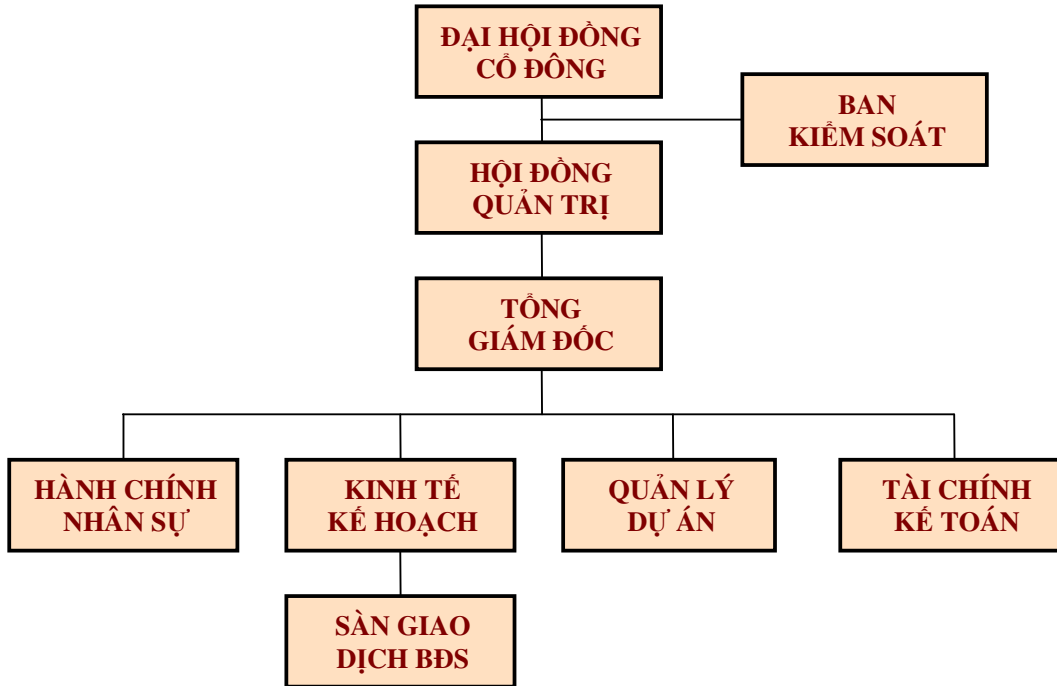 ĐẠI HỘI ĐỒNG
CỔ ĐÔNG
BAN
KIỂM SOÁT
HỘI ĐỒNG
QUẢN TRỊ
TỔNG
GIÁM ĐỐC
HÀNH CHÍNH
NHÂN SỰ
KINH TẾ
KẾ HOẠCH
QUẢN LÝ
DỰ ÁN
TÀI CHÍNH
KẾ TOÁN
SÀN GIAO
DỊCH BĐS